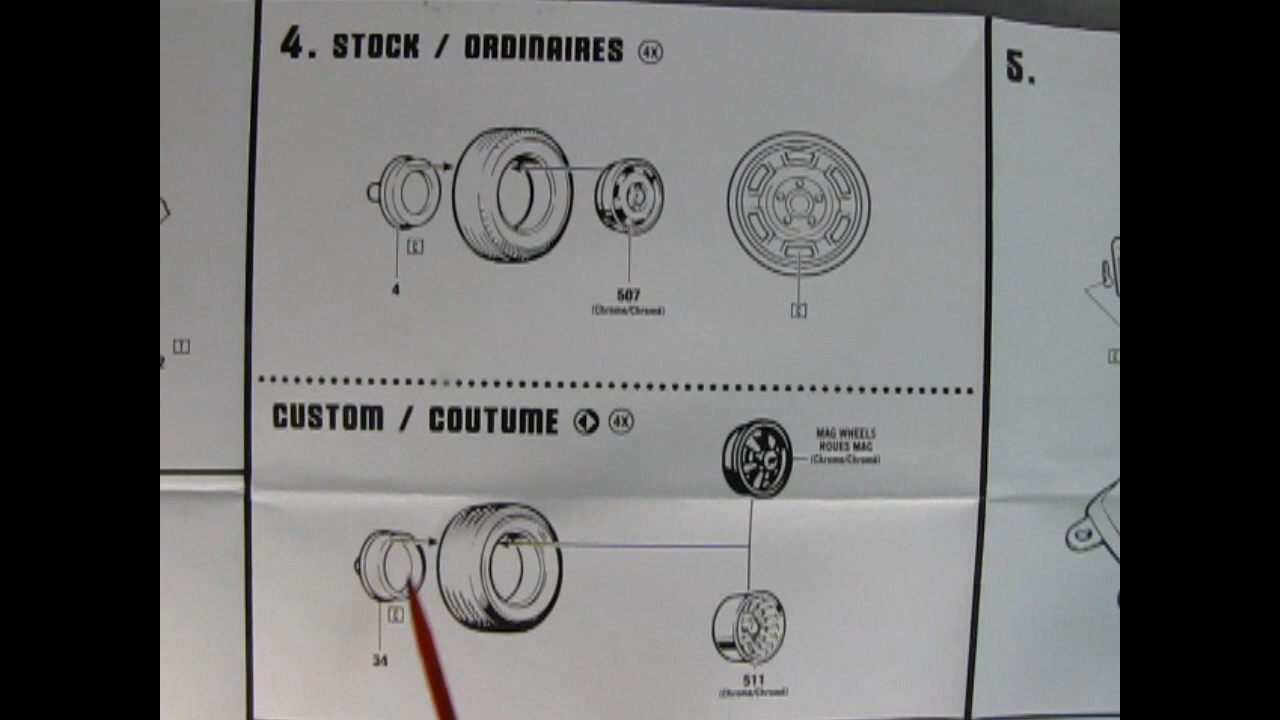 4. STOCK / ORDINAIRES 4X
5.
C
4
507
(Chrome/Chromé)
C
T
CUSTOM / COUTUME 4X
MAG WHEELS
ROUES MAG
(Chrome/Chromé)
C
34
511
(Chrome/Chromé)